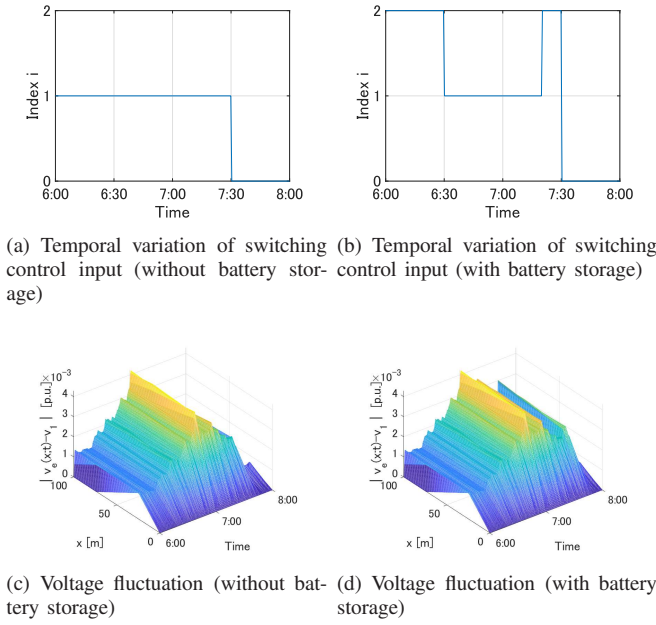 2
1
0
Index i
6:00 6:30 7:00 7:30 8:00
Time
2
1
0
Index i
6:00 6:30 7:00 7:30 8:00
Time
(a) Temporal variation of switching
control input (without battery stor-
age)
(b) Temporal variation of switching
control input (with battery storage)
×10⁻³
4
3
2
1
0
| vₑ(x;t)-v₁ | [p.u.]
100
50
0
x [m]
6:00
7:00
8:00
Time
×10⁻³
4
3
2
1
0
| vₑ(x;t)-v₁ | [p.u.]
100
50
0
x [m]
6:00
7:00
8:00
Time
(c) Voltage fluctuation (without bat-
tery storage)
(d) Voltage fluctuation (with battery
storage)